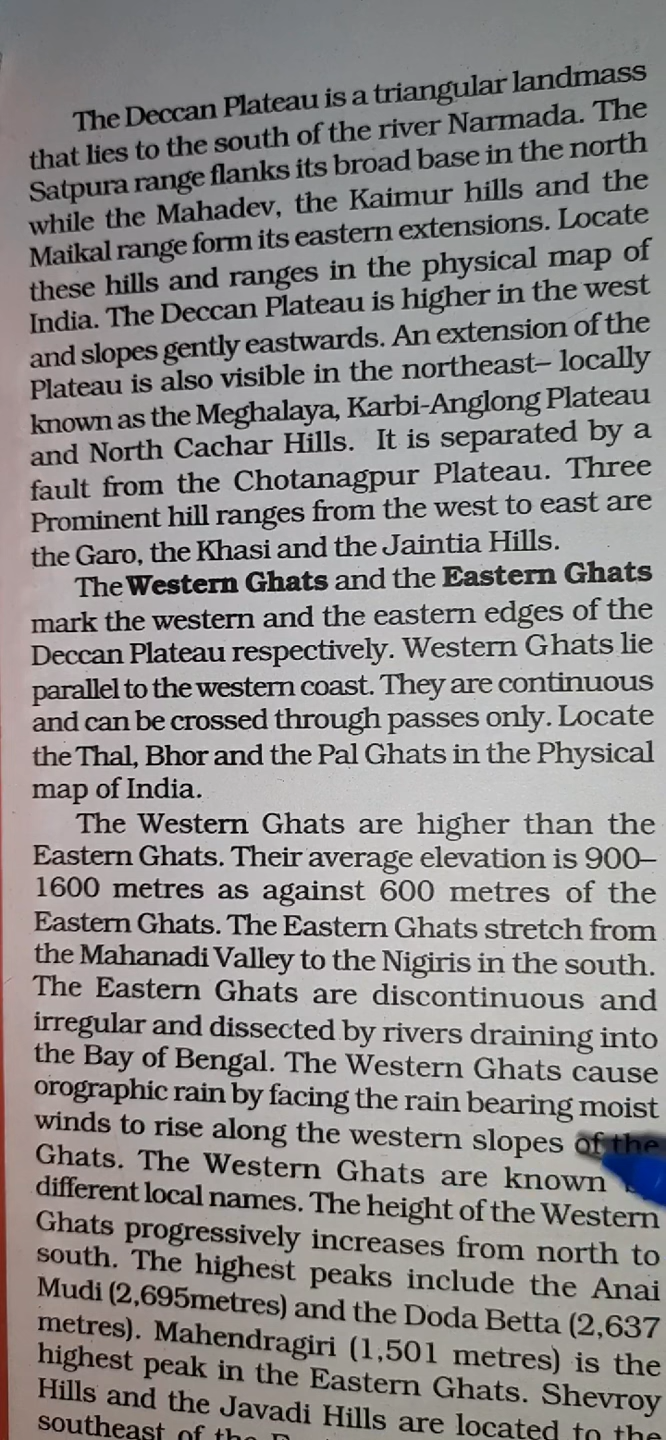 The Deccan Plateau is a triangular landmass
that lies to the south of the river Narmada. The
Satpura range flanks its broad base in the north
while the Mahadev, the Kaimur hills and the
Maikal range form its eastern extensions. Locate
these hills and ranges in the physical map of
India. The Deccan Plateau is higher in the west
and slopes gently eastwards. An extension of the
Plateau is also visible in the northeast– locally
known as the Meghalaya, Karbi-Anglong Plateau
and North Cachar Hills. It is separated by a
fault from the Chotanagpur Plateau. Three
Prominent hill ranges from the west to east are
the Garo, the Khasi and the Jaintia Hills.
The Western Ghats and the Eastern Ghats
mark the western and the eastern edges of the
Deccan Plateau respectively. Western Ghats lie
parallel to the western coast. They are continuous
and can be crossed through passes only. Locate
the Thal, Bhor and the Pal Ghats in the Physical
map of India.
The Western Ghats are higher than the
Eastern Ghats. Their average elevation is 900–
1600 metres as against 600 metres of the
Eastern Ghats. The Eastern Ghats stretch from
the Mahanadi Valley to the Nigiris in the south.
The Eastern Ghats are discontinuous and
irregular and dissected by rivers draining into
the Bay of Bengal. The Western Ghats cause
orographic rain by facing the rain bearing moist
winds to rise along the western slopes of the
Ghats. The Western Ghats are known
different local names. The height of the Western
Ghats progressively increases from north to
south. The highest peaks include the Anai
Mudi (2,695metres) and the Doda Betta (2,637
metres). Mahendragiri (1,501 metres) is the
highest peak in the Eastern Ghats. Shevroy
Hills and the Javadi Hills are located to the
southeast of the